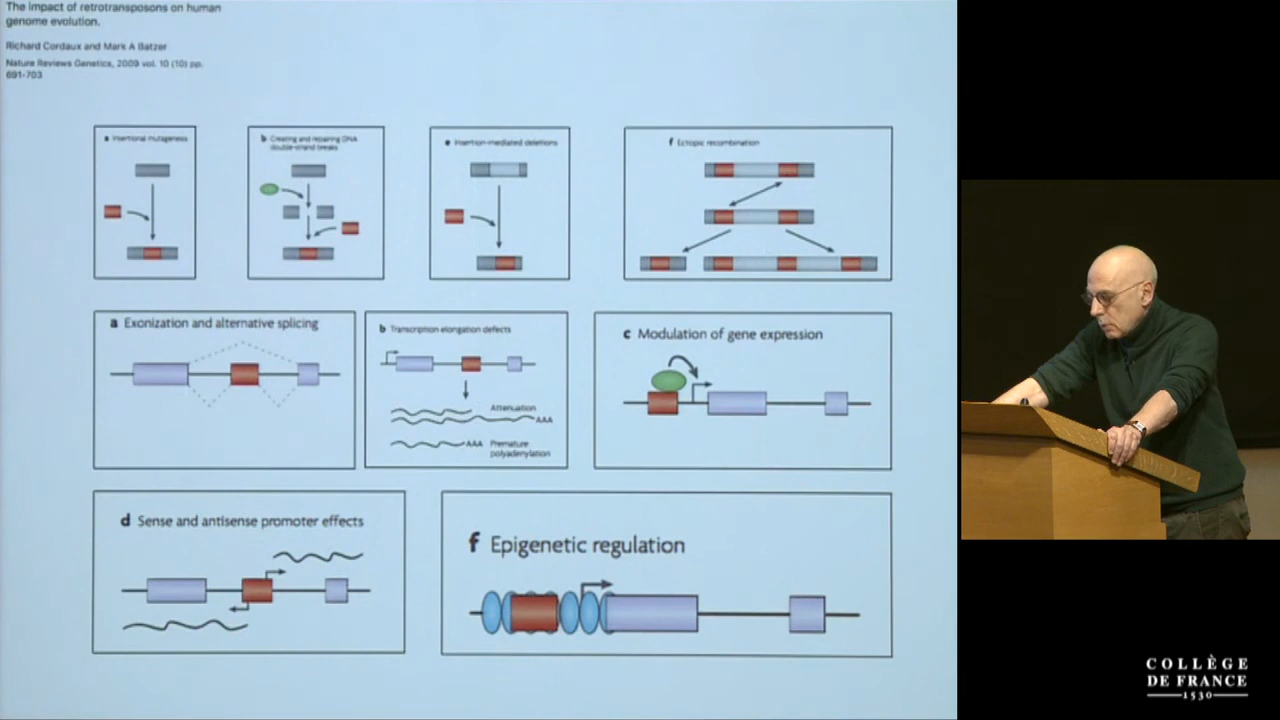 The impact of retrotransposons on human
genome evolution.
Richard Cordaux and Mark A Batzer
Nature Reviews Genetics, 2009 vol. 10 (10) pp.
691-703
a Insertional mutagenesis
b Creating and repairing DNA
double-strand breaks
e Insertion-mediated deletions
f Ectopic recombination
a Exonization and alternative splicing
b Transcription elongation defects
Attenuation
AAA
AAA Premature
polyadenylation
c Modulation of gene expression
d Sense and antisense promoter effects
f Epigenetic regulation
COLLÈGE
DE FRANCE
1530